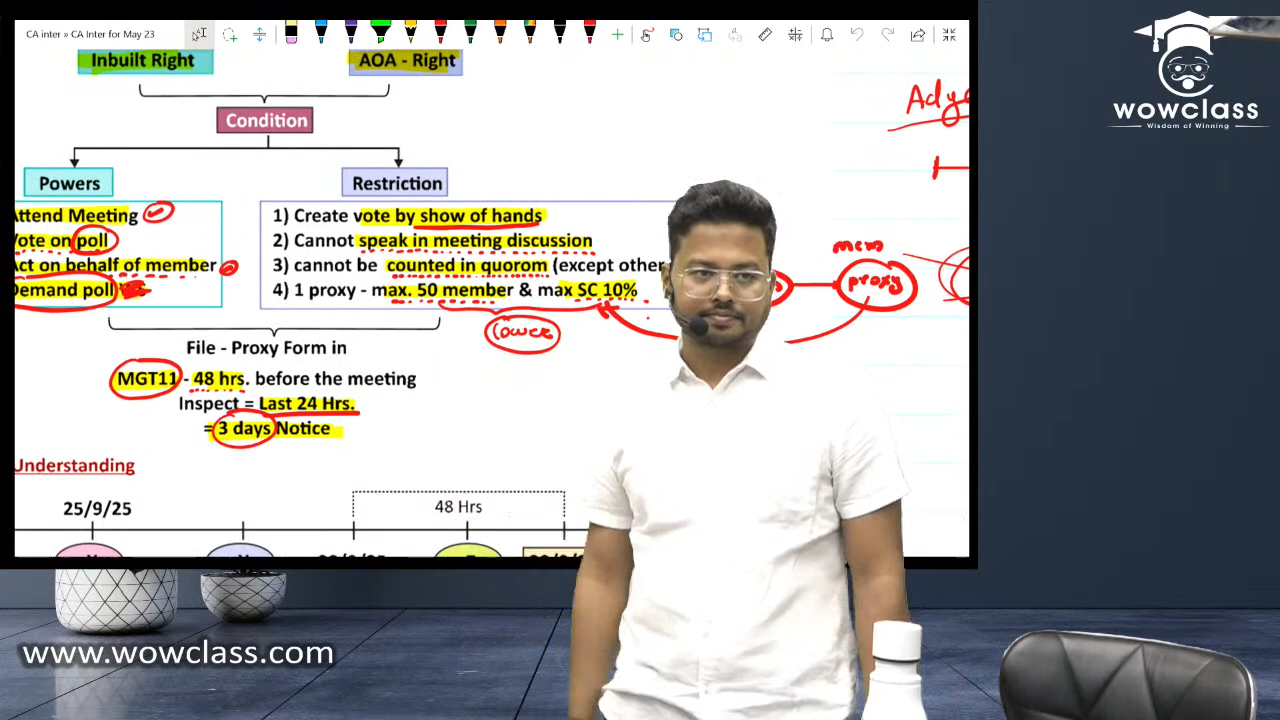 CA inter » CA Inter for May 23
Inbuilt Right
AOA - Right
Condition
Powers
Restriction
Attend Meeting
Vote on poll
Act on behalf of member
Demand poll
1) Create vote by show of hands
2) Cannot speak in meeting discussion
3) cannot be counted in quorom (except other
4) 1 proxy - max. 50 member & max SC 10%
Lower
mem
proxy
File - Proxy Form in
MGT11 - 48 hrs. before the meeting
Inspect = Last 24 Hrs.
= 3 days Notice
Understanding
25/9/25
48 Hrs
wowclass
Wisdom of Winning
www.wowclass.com